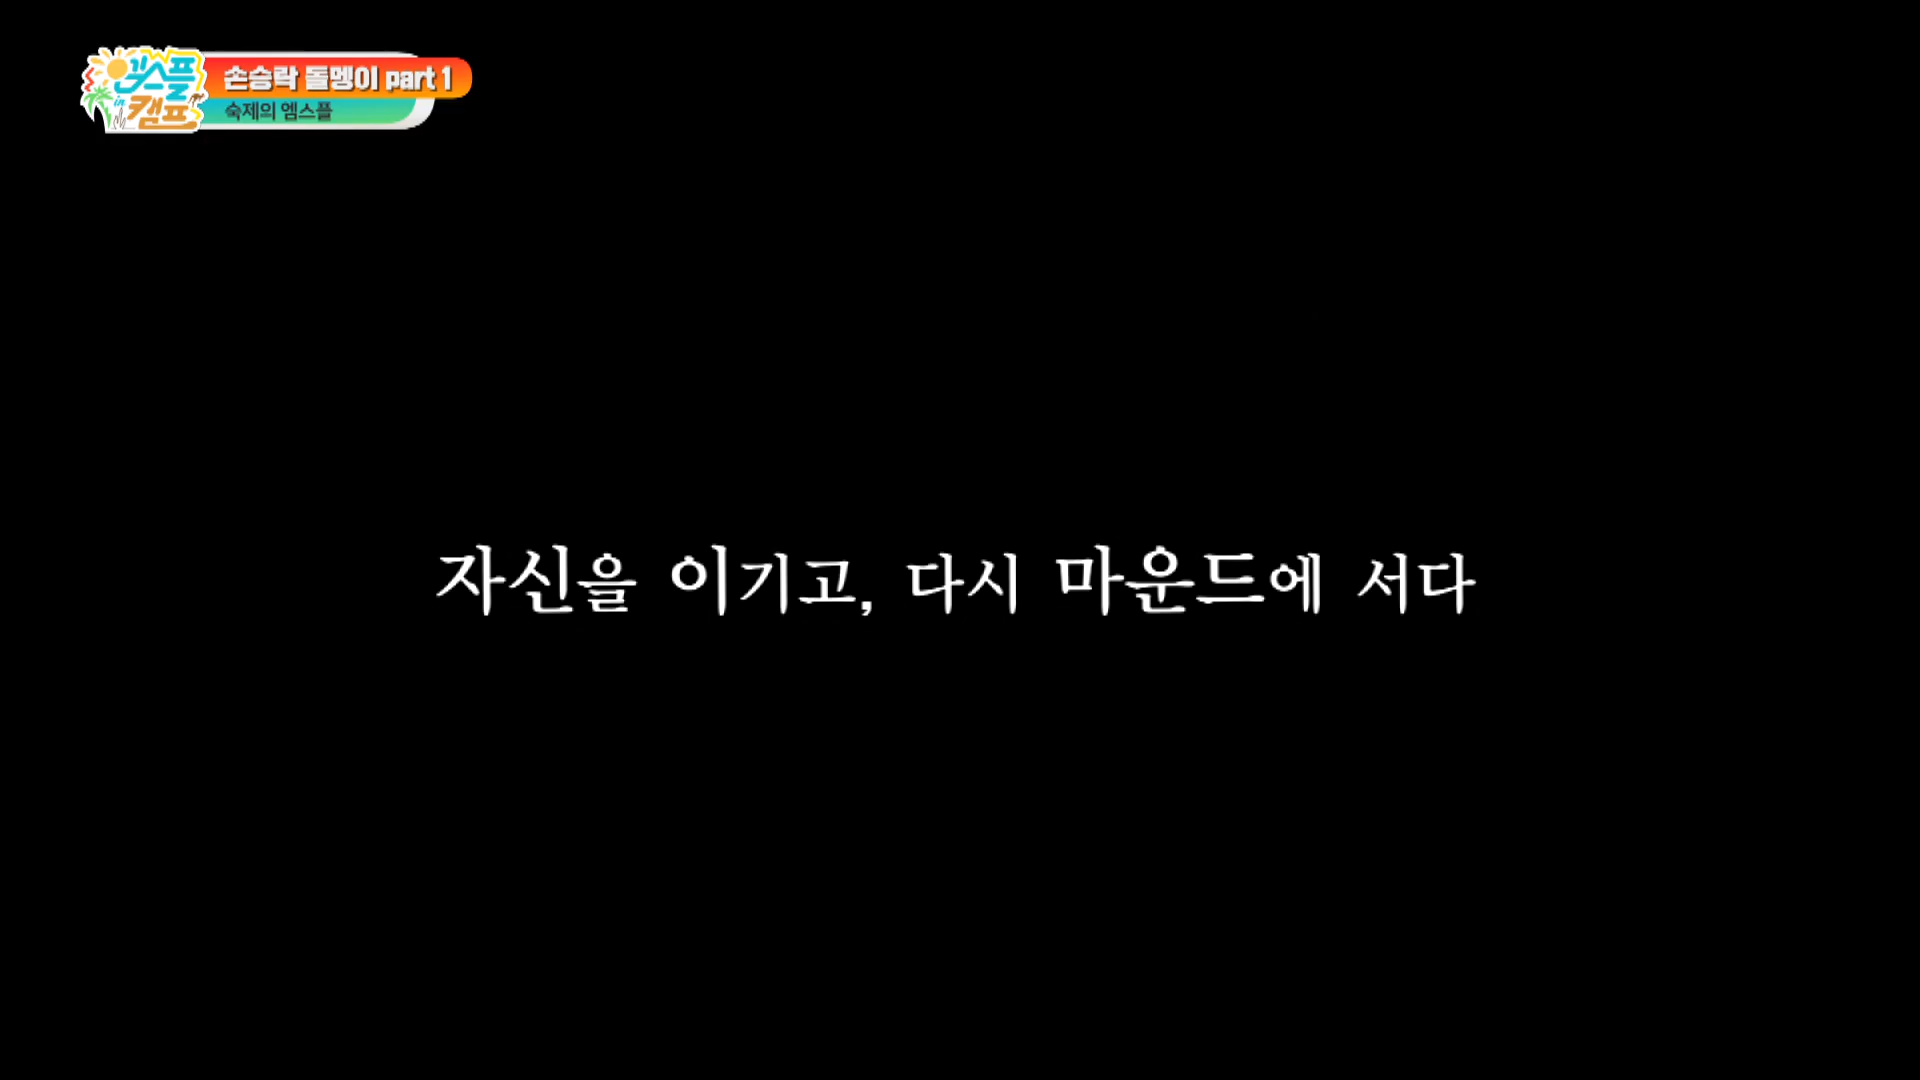 엠스플
in
캠프
손승락 돌멩이 part 1
숙제의 엠스플
자신을 이기고, 다시 마운드에 서다